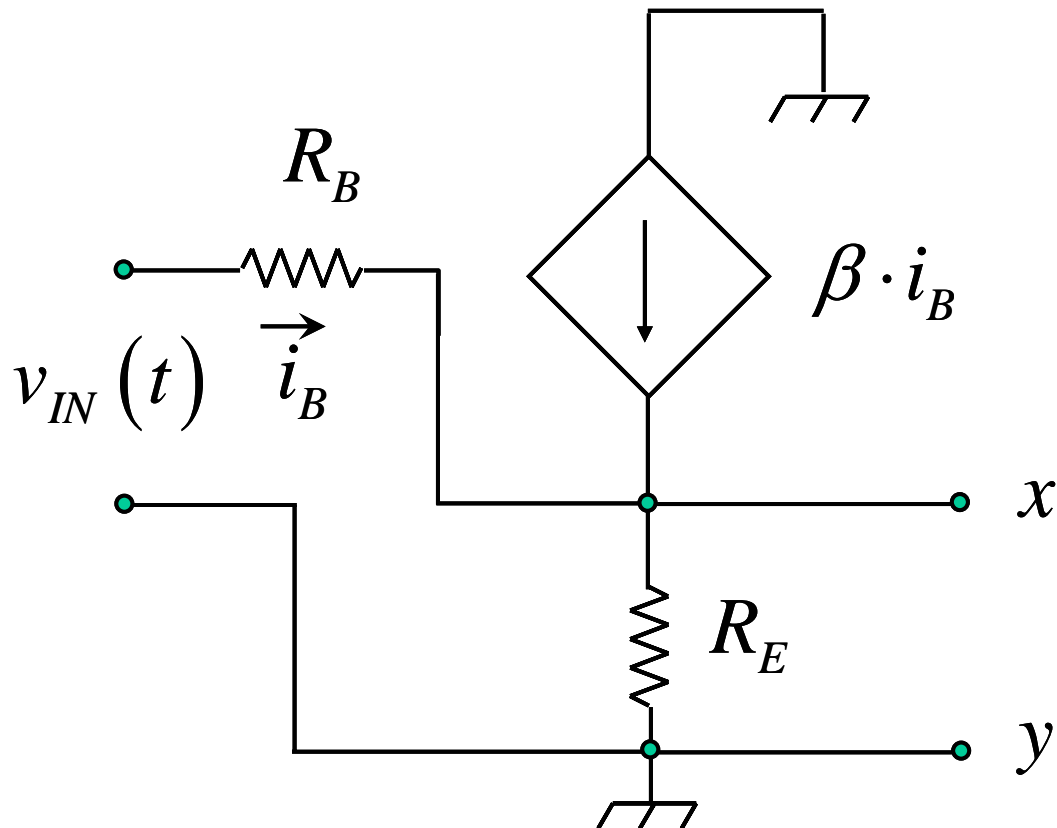 R_B
β · i_B
v_IN (t)
i_B
x
R_E
y